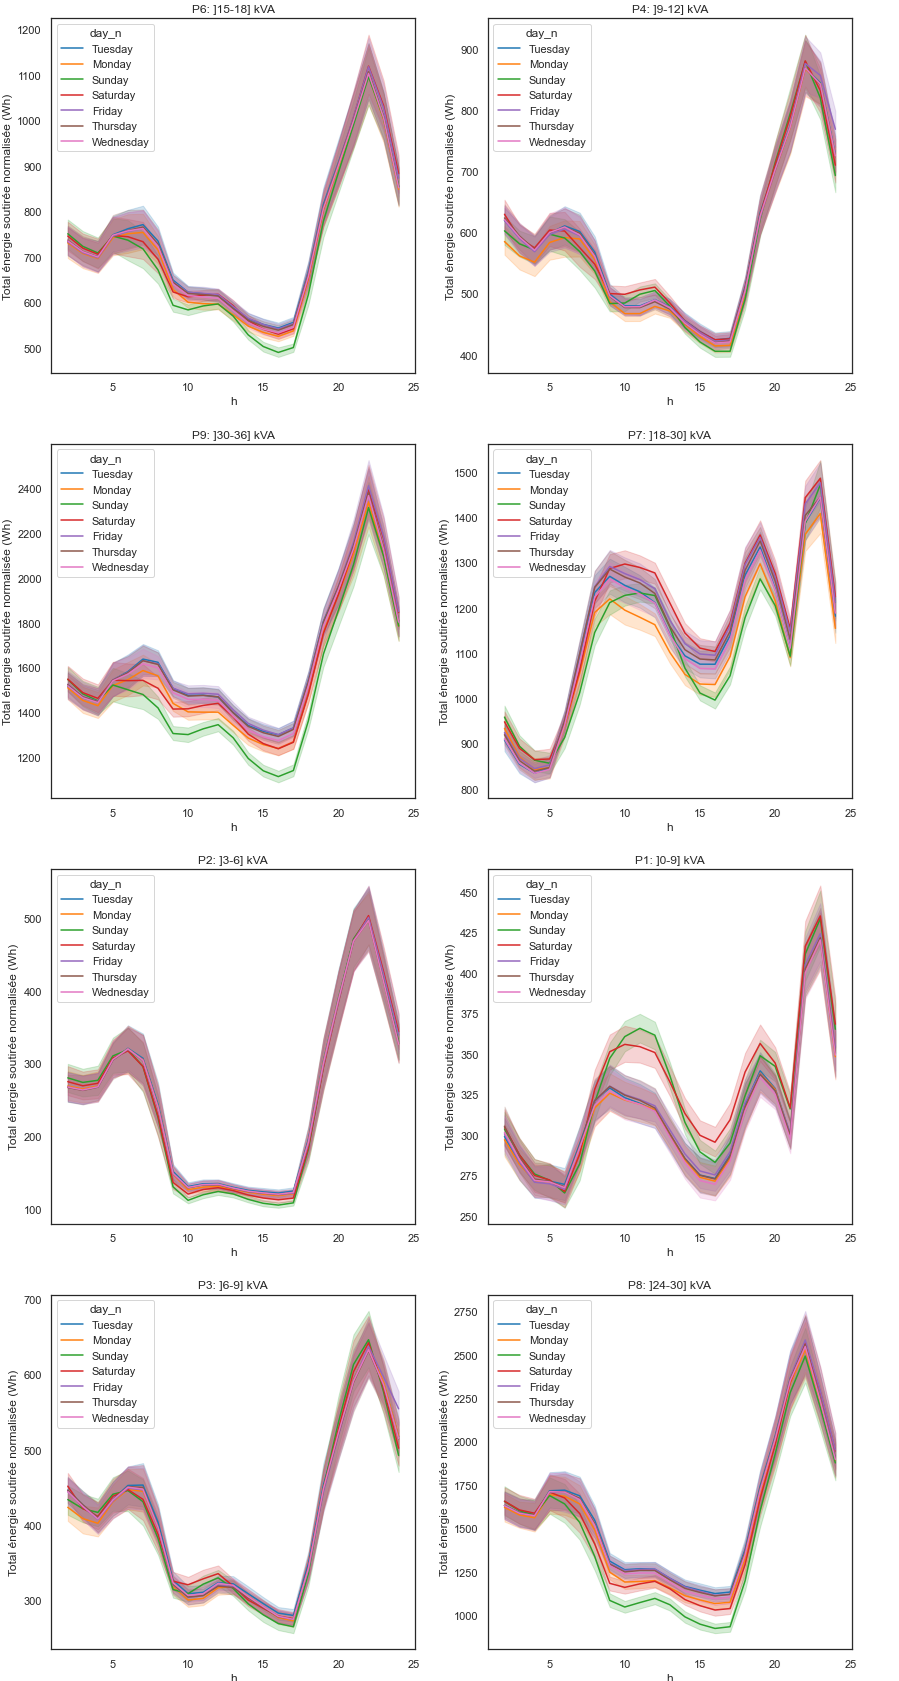 P6: ]15-18] kVA
Total énergie soutirée normalisée (Wh)
1200
1100
1000
900
800
700
600
500
day_n
Tuesday
Monday
Sunday
Saturday
Friday
Thursday
Wednesday
5
10
15
20
25
h
P4: ]9-12] kVA
Total énergie soutirée normalisée (Wh)
900
800
700
600
500
400
day_n
Tuesday
Monday
Sunday
Saturday
Friday
Thursday
Wednesday
5
10
15
20
25
h
P9: ]30-36] kVA
Total énergie soutirée normalisée (Wh)
2400
2200
2000
1800
1600
1400
1200
day_n
Tuesday
Monday
Sunday
Saturday
Friday
Thursday
Wednesday
5
10
15
20
25
h
P7: ]18-30] kVA
Total énergie soutirée normalisée (Wh)
1500
1400
1300
1200
1100
1000
900
800
day_n
Tuesday
Monday
Sunday
Saturday
Friday
Thursday
Wednesday
5
10
15
20
25
h
P2: ]3-6] kVA
Total énergie soutirée normalisée (Wh)
500
400
300
200
100
day_n
Tuesday
Monday
Sunday
Saturday
Friday
Thursday
Wednesday
5
10
15
20
25
h
P1: ]0-9] kVA
Total énergie soutirée normalisée (Wh)
450
425
400
375
350
325
300
275
250
day_n
Tuesday
Monday
Sunday
Saturday
Friday
Thursday
Wednesday
5
10
15
20
25
h
P3: ]6-9] kVA
Total énergie soutirée normalisée (Wh)
700
600
500
400
300
day_n
Tuesday
Monday
Sunday
Saturday
Friday
Thursday
Wednesday
5
10
15
20
25
h
P8: ]24-30] kVA
Total énergie soutirée normalisée (Wh)
2750
2500
2250
2000
1750
1500
1250
1000
day_n
Tuesday
Monday
Sunday
Saturday
Friday
Thursday
Wednesday
5
10
15
20
25
h